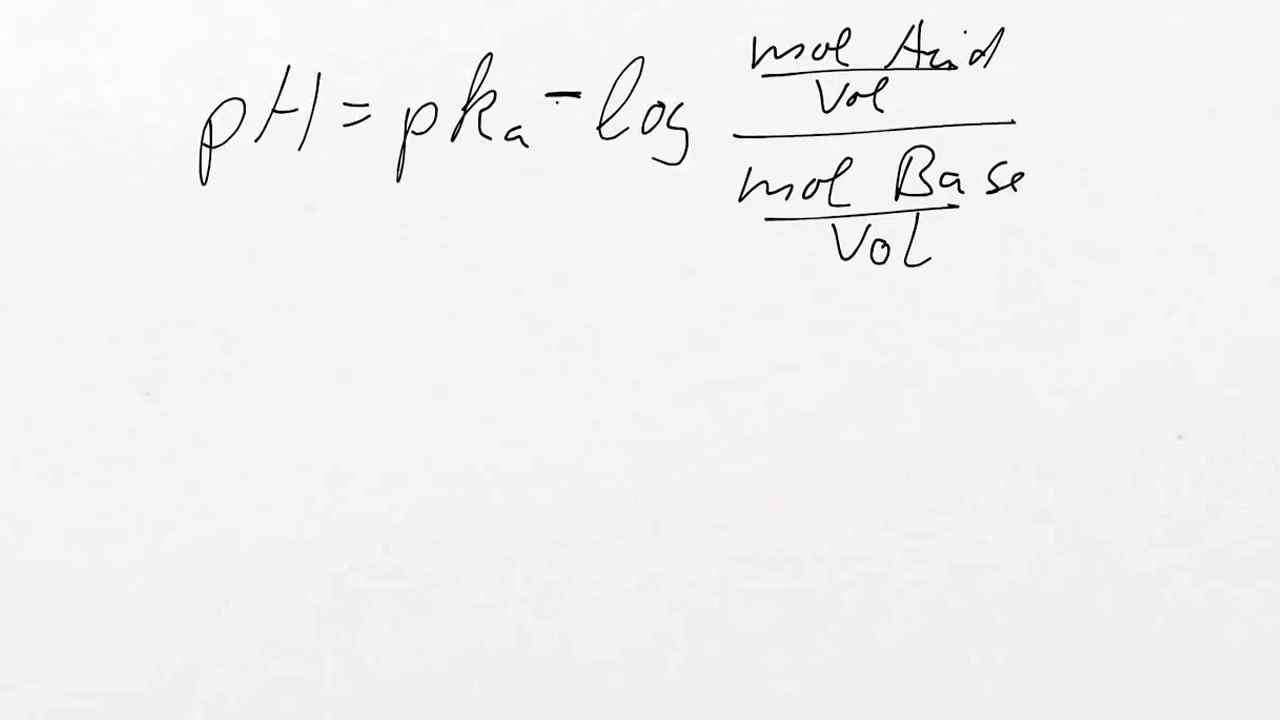 pH = pka - log
mol Acid
Vol
mol Base
Vol